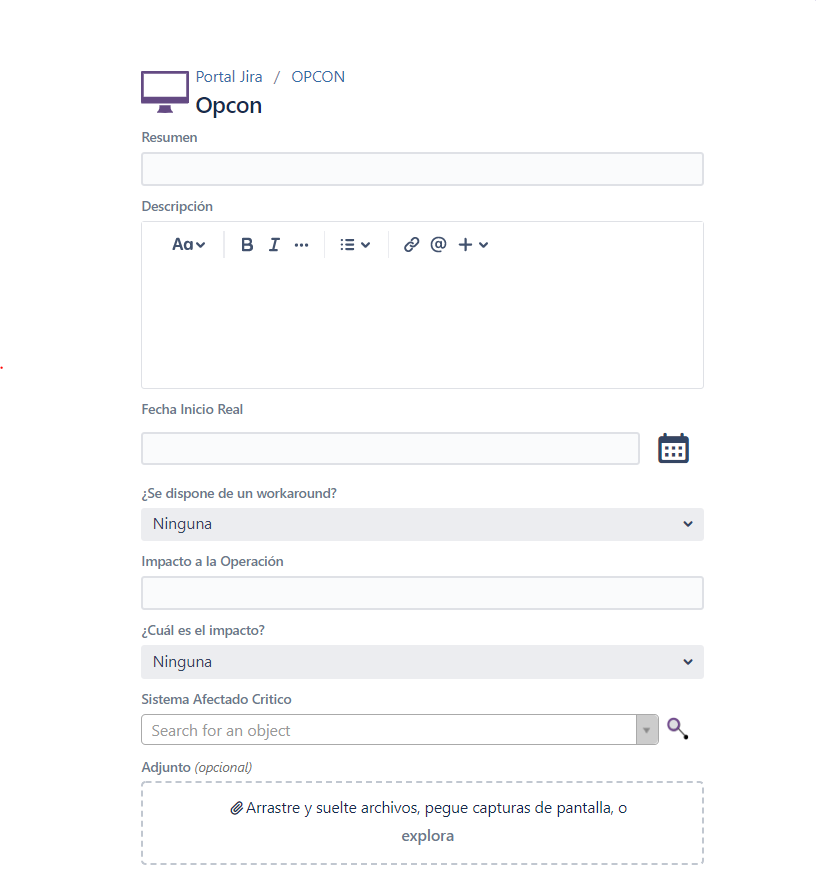 Portal Jira / OPCON
Opcon
Resumen
Descripción
Aa B I ··· @ +
Fecha Inicio Real
¿Se dispone de un workaround?
Ninguna
Impacto a la Operación
¿Cuál es el impacto?
Ninguna
Sistema Afectado Critico
Search for an object
Adjunto (opcional)
Arrastre y suelte archivos, pegue capturas de pantalla, o
explora